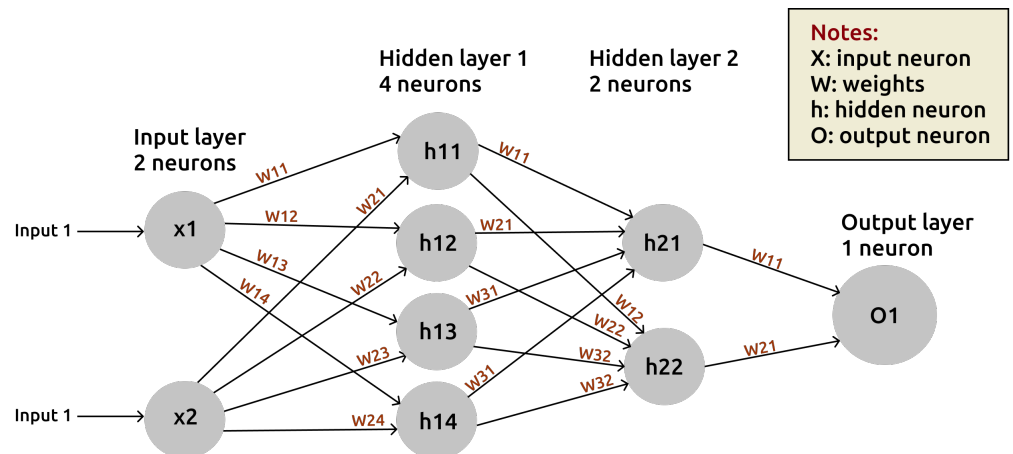 Notes:
X: input neuron
W: weights
h: hidden neuron
O: output neuron
Hidden layer 1
4 neurons
Hidden layer 2
2 neurons
Input layer
2 neurons
Output layer
1 neuron
Input 1
x1
Input 1
x2
W11
W12
W13
W14
W21
W22
W23
W24
h11
h12
h13
h14
W11
W21
W31
W31
W12
W22
W32
W32
h21
h22
W11
W21
O1